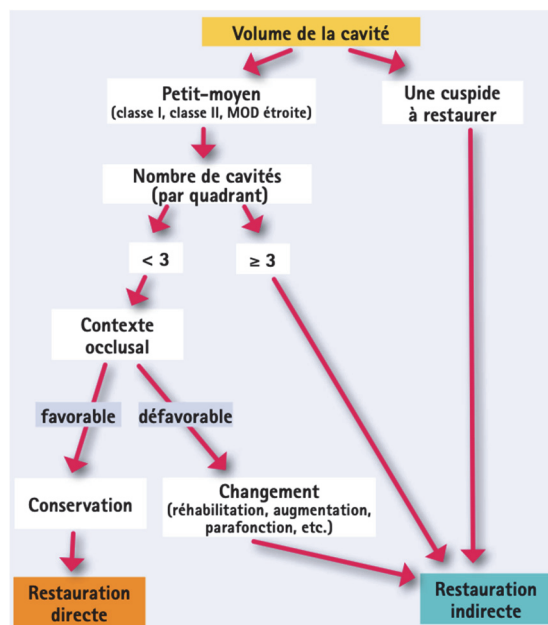 Volume de la cavité
Petit-moyen
(classe I, classe II, MOD étroite)
Une cuspide
à restaurer
Nombre de cavités
(par quadrant)
< 3
≥ 3
Contexte
occlusal
favorable
défavorable
Conservation
Changement
(réhabilitation, augmentation,
parafonction, etc.)
Restauration
directe
Restauration
indirecte